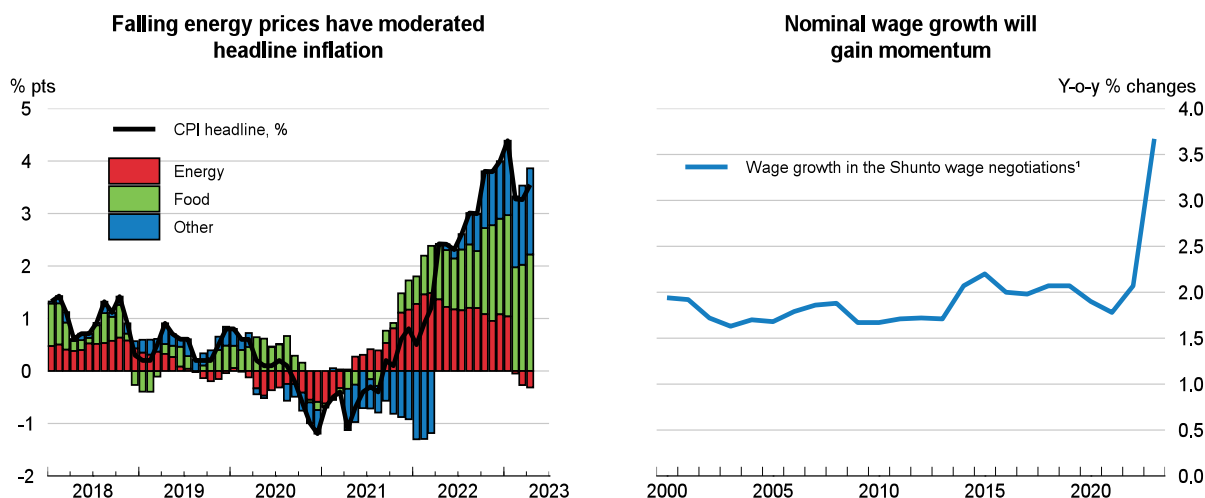 Falling energy prices have moderated
headline inflation
% pts
5
4
3
2
1
0
-1
-2
CPI headline, %
Energy
Food
Other
2018 2019 2020 2021 2022 2023
Nominal wage growth will
gain momentum
Y-o-y % changes
4.0
3.5
3.0
2.5
2.0
1.5
1.0
0.5
0.0
Wage growth in the Shunto wage negotiations¹
2000 2005 2010 2015 2020